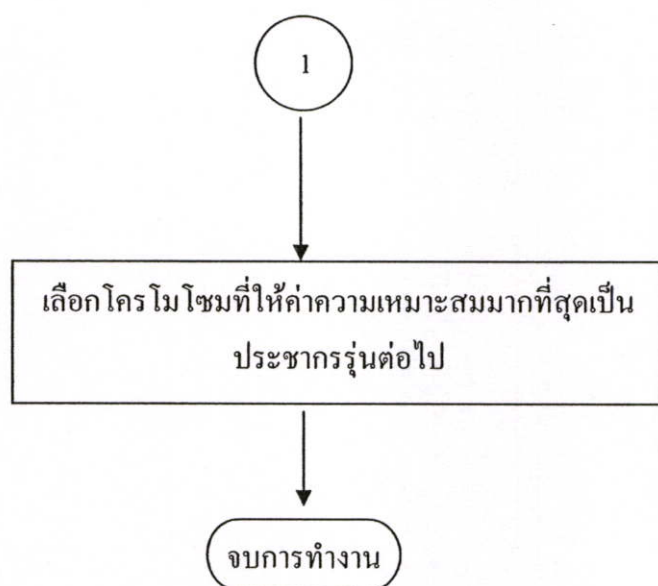 1
เลือกโครโมโซมที่ให้ค่าความเหมาะสมมากที่สุดเป็น
ประชากรรุ่นต่อไป
จบการทำงาน